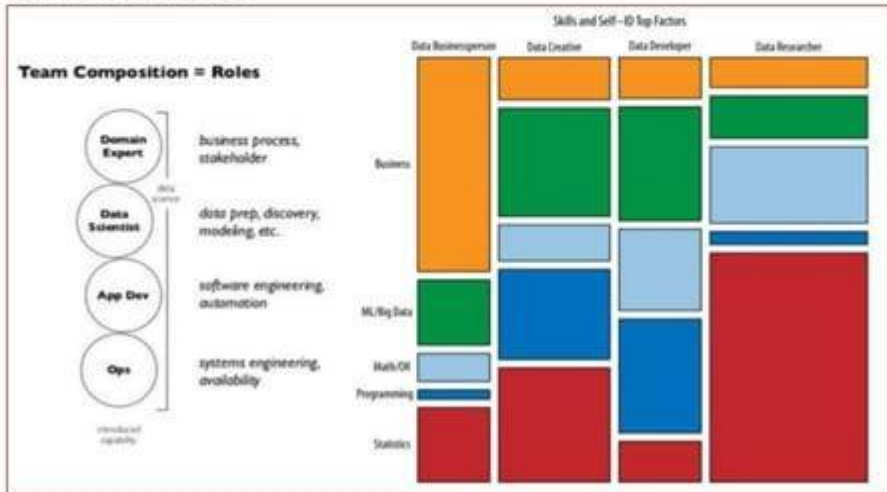 Team Composition = Roles
Domain
Expert
business process,
stakeholder
data
science
Data
Scientist
data prep, discovery,
modeling, etc.
App Dev
software engineering,
automation
Ops
systems engineering,
availability
introduced
capability
Skills and Self-ID Top Factors
Data Businessperson
Data Creative
Data Developer
Data Researcher
Business
ML/Big Data
Math/OR
Programming
Statistics